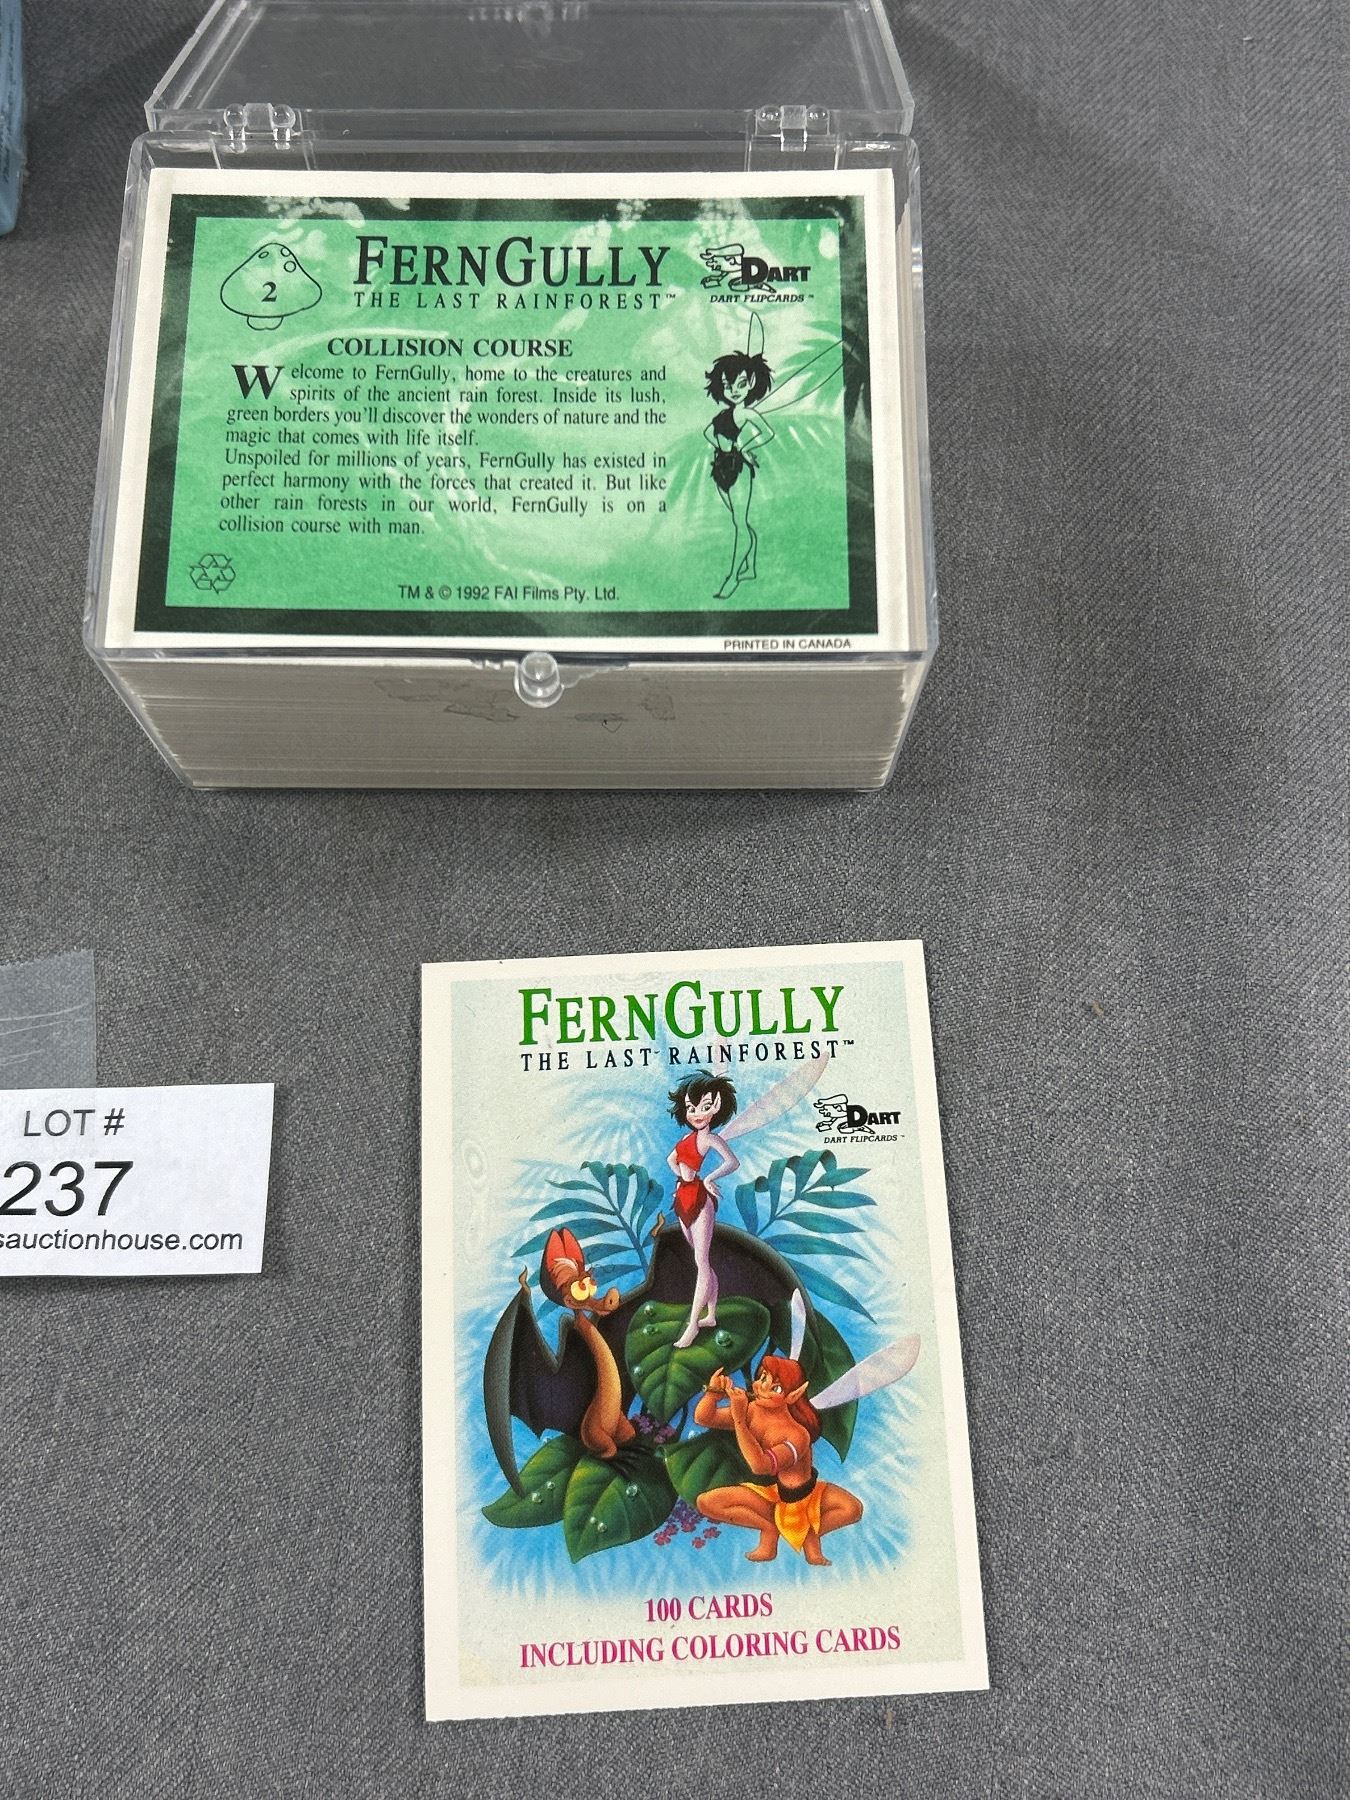 2
FERNGULLY
THE LAST RAINFOREST™
DART
DART FLIPCARDS™
COLLISION COURSE
Welcome to FernGully, home to the creatures and
spirits of the ancient rain forest. Inside its lush,
green borders you'll discover the wonders of nature and the
magic that comes with life itself.
Unspoiled for millions of years, FernGully has existed in
perfect harmony with the forces that created it. But like
other rain forests in our world, FernGully is on a
collision course with man.
TM & © 1992 FAI Films Pty. Ltd.
PRINTED IN CANADA
LOT #
237
sauctionhouse.com
FERNGULLY
THE LAST RAINFOREST™
DART
DART FLIPCARDS™
100 CARDS
INCLUDING COLORING CARDS